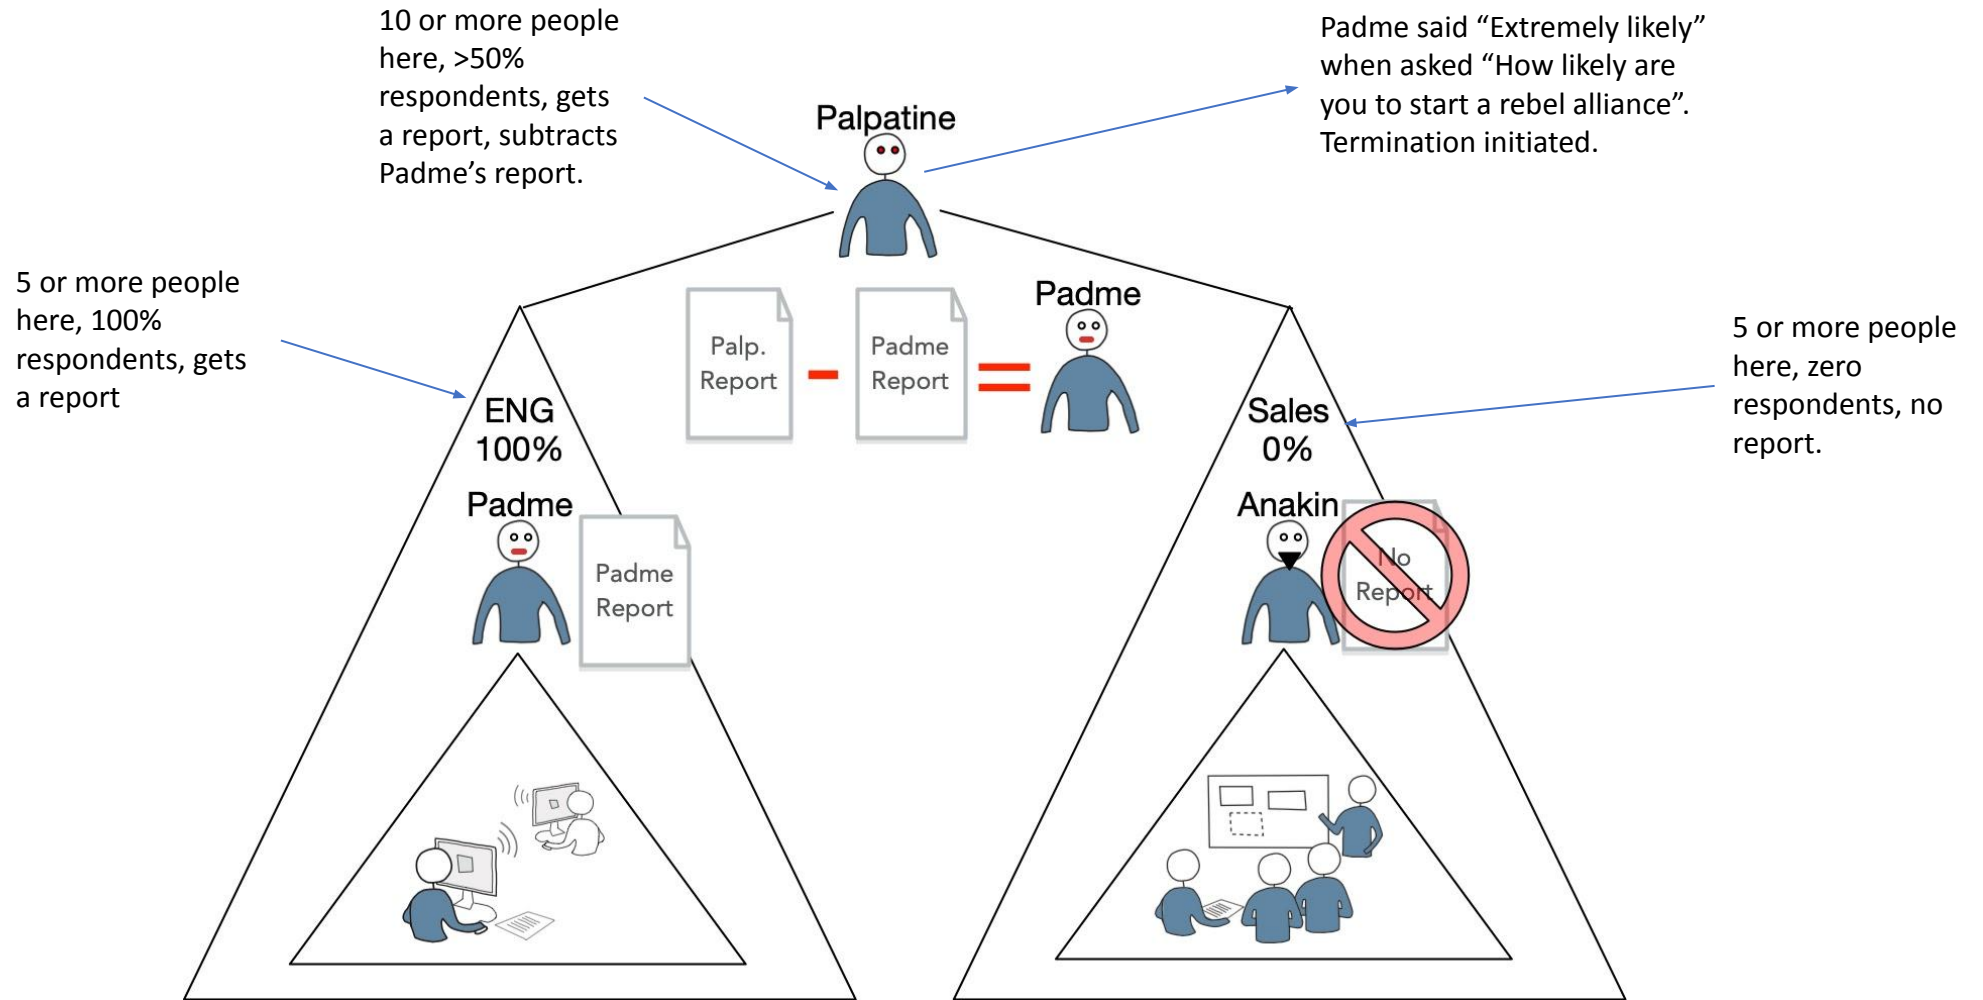 10 or more people
here, >50%
respondents, gets
a report, subtracts
Padme’s report.
Padme said “Extremely likely”
when asked “How likely are
you to start a rebel alliance”.
Termination initiated.
Palpatine
5 or more people
here, 100%
respondents, gets
a report
Palp.
Report
Padme
Report
Padme
5 or more people
here, zero
respondents, no
report.
ENG
100%
Padme
Padme
Report
Sales
0%
Anakin
No
Report